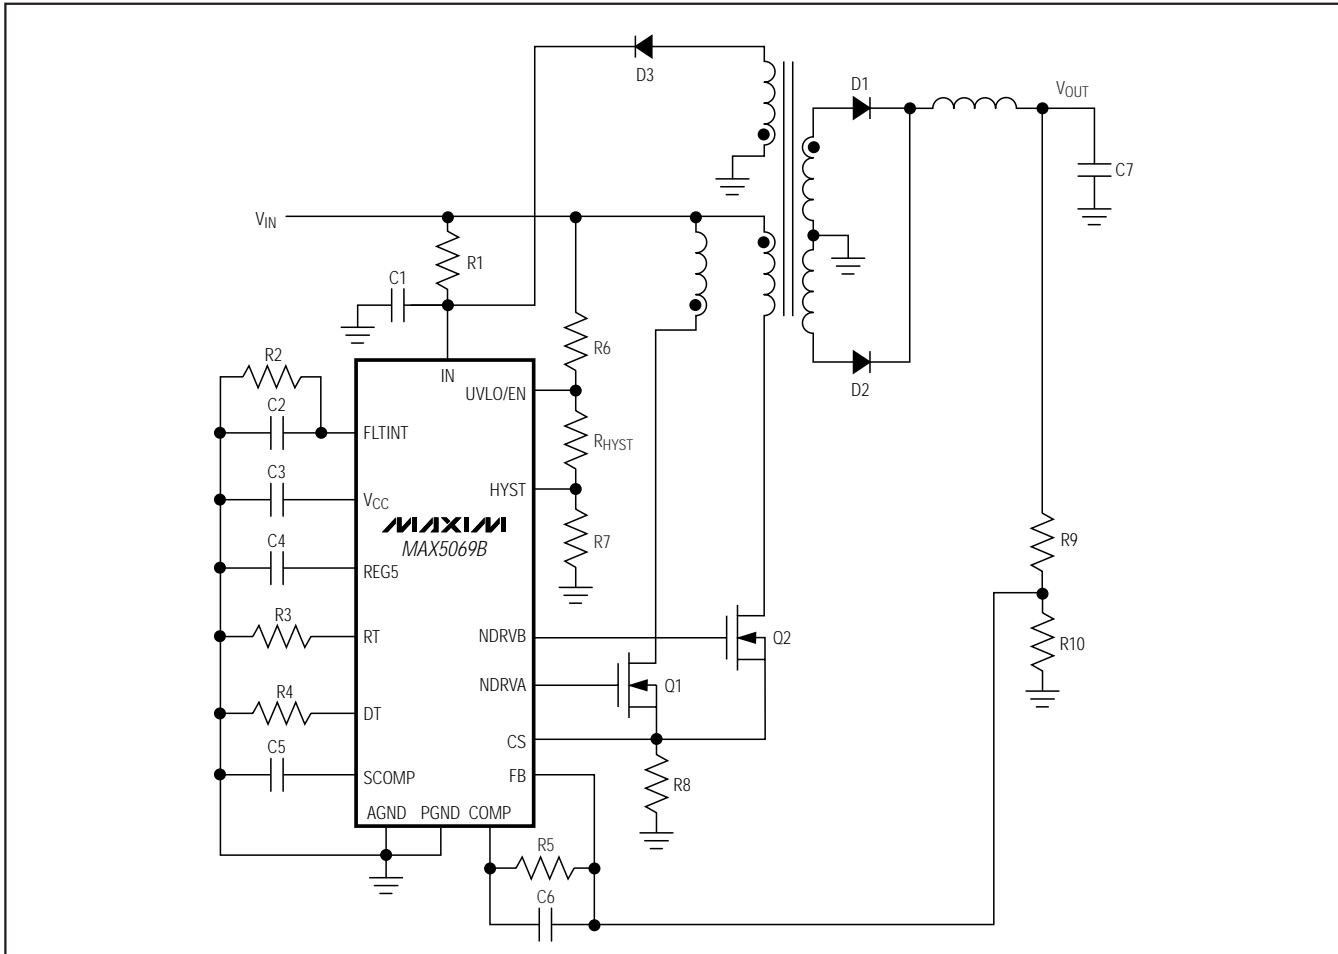 D3
D1
VOUT
C7
VIN
R1
C1
R6
D2
R2
IN
UVLO/EN
C2
FLTINT
RHYST
C3
VCC
HYST
MAXIM
MAX5069B
R7
R9
C4
REG5
R3
RT
NDRVB
Q2
R10
NDRVA
Q1
R4
DT
CS
C5
SCOMP
FB
R8
AGND PGND COMP
R5
C6